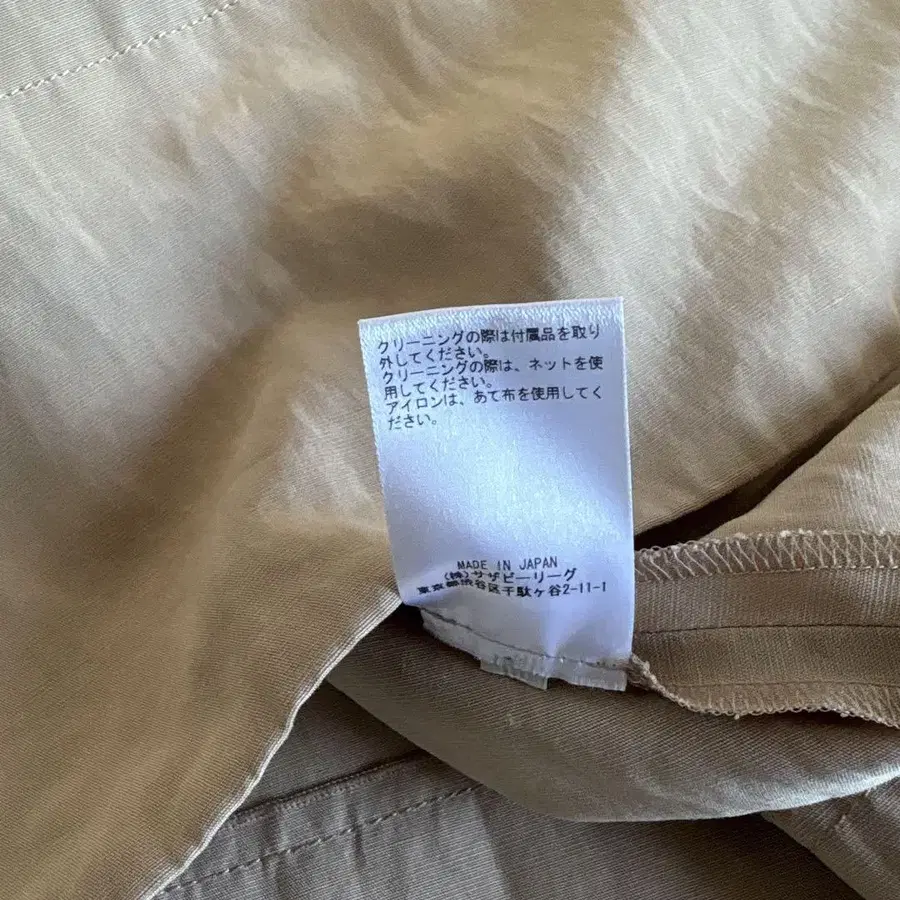 クリーニングの際は付属品を取り
外してください。
クリーニングの際は、ネットを使
用してください。
アイロンは、あて布を使用してく
ださい。
MADE IN JAPAN
(株)サザビーリーグ
東京都渋谷区千駄ヶ谷2-11-1